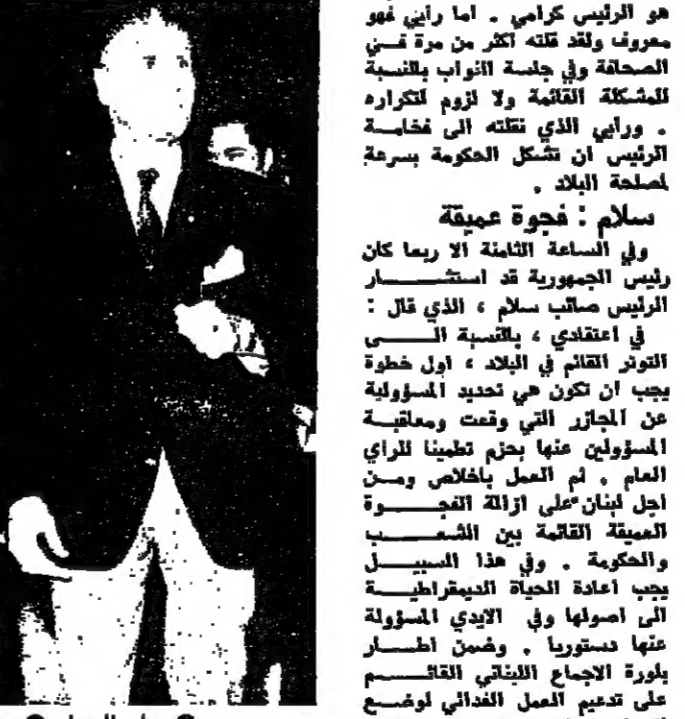 هو الرئيس كرامي . اما رأيي فهو
معروف ولقد قلته اكثر من مرة في
الصحافة وفي جلسة النواب بالنسبة
للمشكلة القائمة ولا لزوم لتكراره
. ورأيي الذي نقلته الى فخامة
الرئيس ان تشكل الحكومة بسرعة
لمصلحة البلاد .
سلام : فجوة عميقة
وفي الساعة الثامنة الا ربعا كان
رئيس الجمهورية قد استشار
الرئيس صائب سلام ، الذي قال :
في اعتقادي ، بالنسبة الى
التوتر القائم في البلاد ، اول خطوة
يجب ان تكون هي تحديد المسؤولية
عن المجازر التي وقعت ومعاقبة
المسؤولين عنها بحزم تطمينا للراي
العام . ثم العمل باخلاص ومن
اجل لبنان على ازالة الفجوة
العميقة القائمة بين الشعب
والحكومة . وفي هذا السبيل
يجب اعادة الحياة الديمقراطية
الى اصولها وفي الايدي المسؤولة
عنها دستوريا . وضمن اطار
بلورة الاجماع اللبناني القائم
على تدعيم العمل الفدائي لوضع